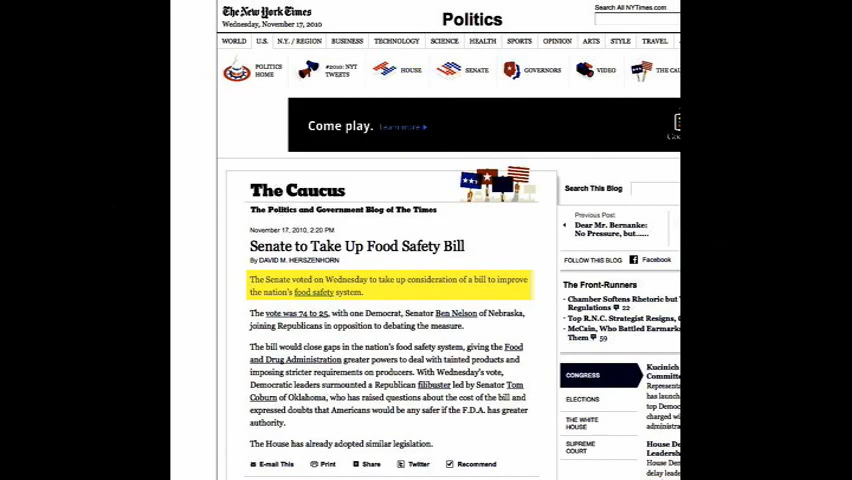 The New York Times
Wednesday, November 17, 2010
Politics
Search All NYTimes.com
WORLD U.S. N.Y. / REGION BUSINESS TECHNOLOGY SCIENCE HEALTH SPORTS OPINION ARTS STYLE TRAVEL
POLITICS HOME
#2010: NYT TWEETS
HOUSE
SENATE
GOVERNORS
VIDEO
THE CAU
Come play. Learn more
The Caucus
The Politics and Government Blog of The Times
November 17, 2010, 2:20 PM
Senate to Take Up Food Safety Bill
By DAVID M. HERSZENHORN
The Senate voted on Wednesday to take up consideration of a bill to improve
the nation's food safety system.
The vote was 74 to 25, with one Democrat, Senator Ben Nelson of Nebraska,
joining Republicans in opposition to debating the measure.
The bill would close gaps in the nation's food safety system, giving the Food
and Drug Administration greater powers to deal with tainted products and
imposing stricter requirements on producers. With Wednesday's vote,
Democratic leaders surmounted a Republican filibuster led by Senator Tom
Coburn of Oklahoma, who has raised questions about the cost of the bill and
expressed doubts that Americans would be any safer if the F.D.A. has greater
authority.
The House has already adopted similar legislation.
E-mail This Print Share Twitter Recommend
Search This Blog
Previous Post
Dear Mr. Bernanke:
No Pressure, but......
FOLLOW THIS BLOG Facebook
The Front-Runners
Chairman Softens Rhetoric but
Regulations 22
Top R.N.C. Strategist Resigns,
McCain, Who Battled Earmark
Them 59
CONGRESS
ELECTIONS
THE WHITE
HOUSE
SUPREME
COURT
Kucinich
Committe
Representa
has launch
top Democ
of
administra
House De
Leadersh
House Dem
delay leade